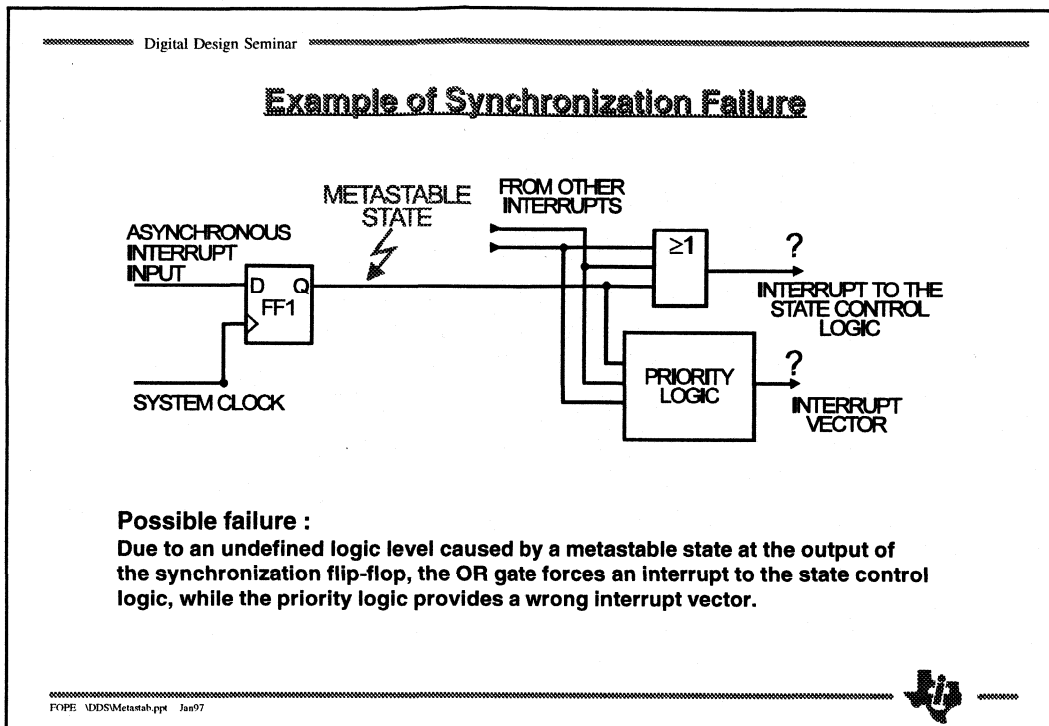 Digital Design Seminar
Example of Synchronization Failure
METASTABLE
STATE
FROM OTHER
INTERRUPTS
ASYNCHRONOUS
INTERRUPT
INPUT
D Q
FF1
SYSTEM CLOCK
≥1
?
INTERRUPT TO THE
STATE CONTROL
LOGIC
PRIORITY
LOGIC
?
INTERRUPT
VECTOR
Possible failure :
Due to an undefined logic level caused by a metastable state at the output of
the synchronization flip-flop, the OR gate forces an interrupt to the state control
logic, while the priority logic provides a wrong interrupt vector.
FOPE \DDS\Metastab.ppt Jan97